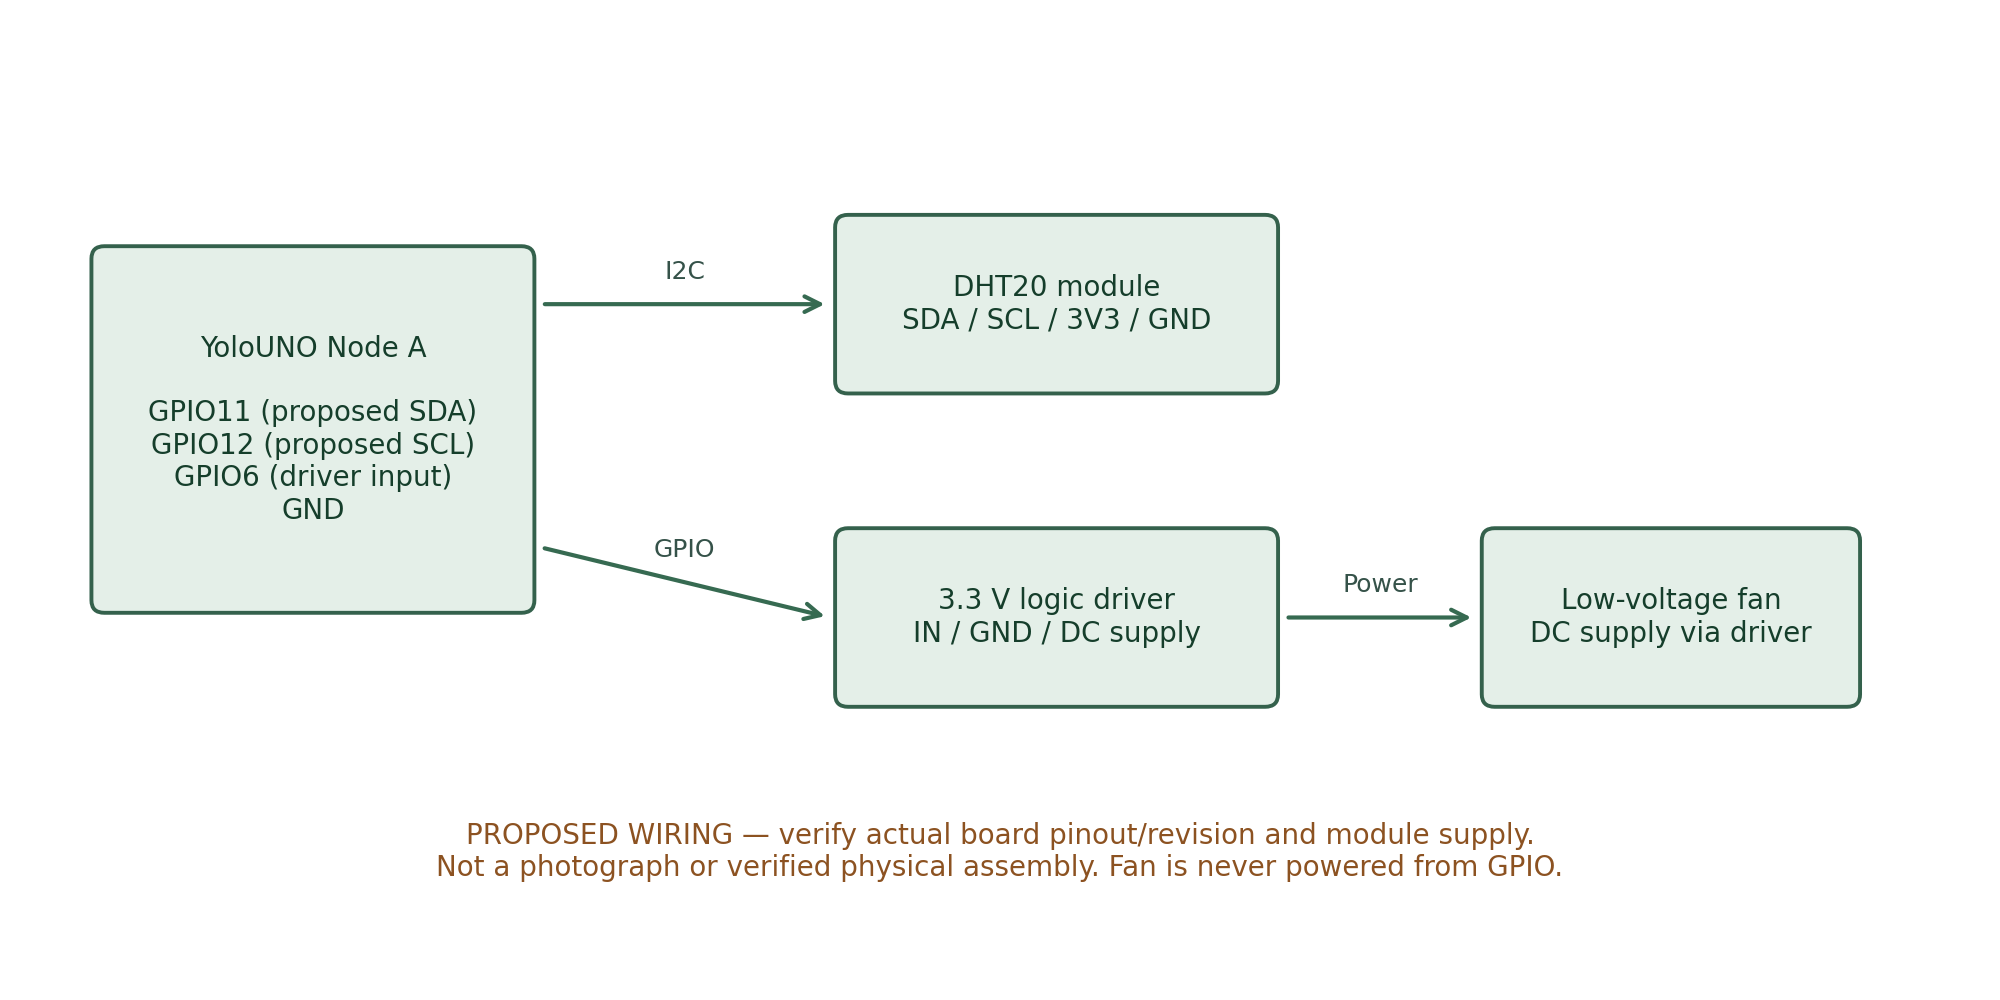 YoloUNO Node A
GPIO11 (proposed SDA)
GPIO12 (proposed SCL)
GPIO6 (driver input)
GND
I2C
DHT20 module
SDA / SCL / 3V3 / GND
GPIO
3.3 V logic driver
IN / GND / DC supply
Power
Low-voltage fan
DC supply via driver
PROPOSED WIRING — verify actual board pinout/revision and module supply.
Not a photograph or verified physical assembly. Fan is never powered from GPIO.